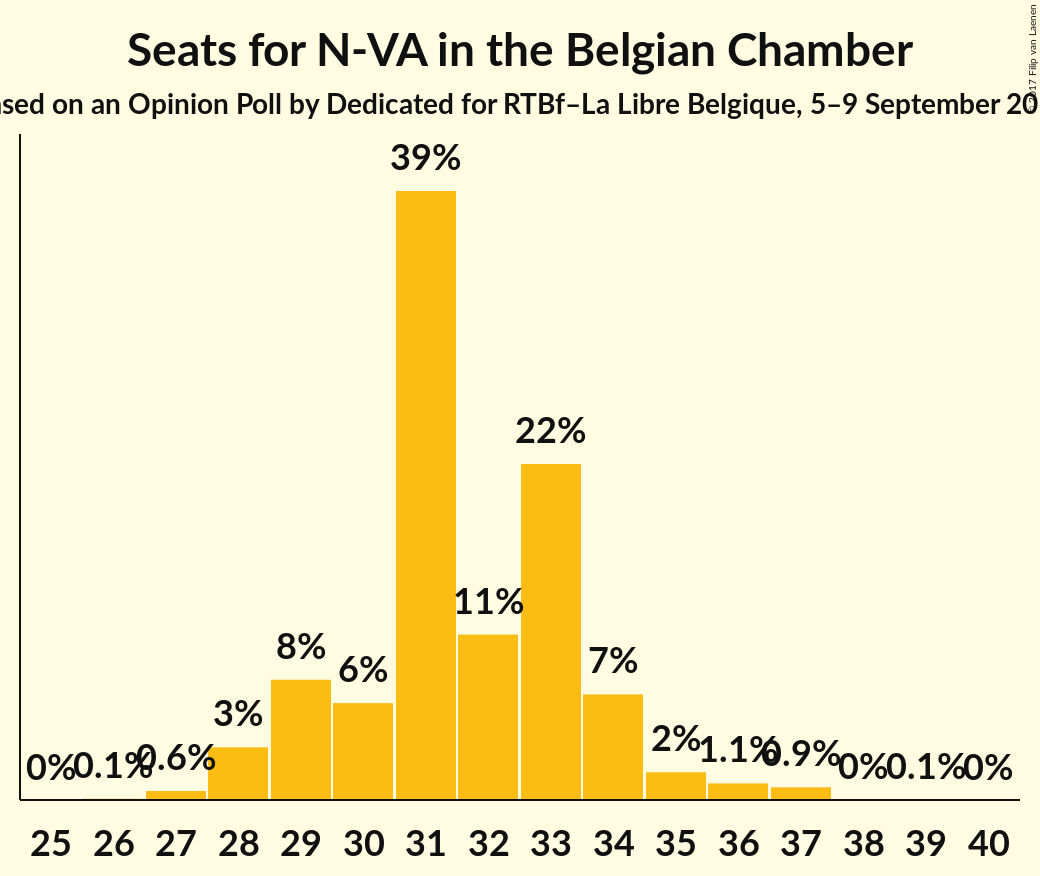 Seats for N-VA in the Belgian Chamber
on an Opinion Poll by Dedicated for RTBf–La Libre Belgique, 5–9 September
2017 Filip van Laenen
39%
22%
11%
8%
7%
6%
3%
2%
0% 0.1% 0.6% 1.1% 0.9% 0% 0.1% 0%
25 26 27 28 29 30 31 32 33 34 35 36 37 38 39 40